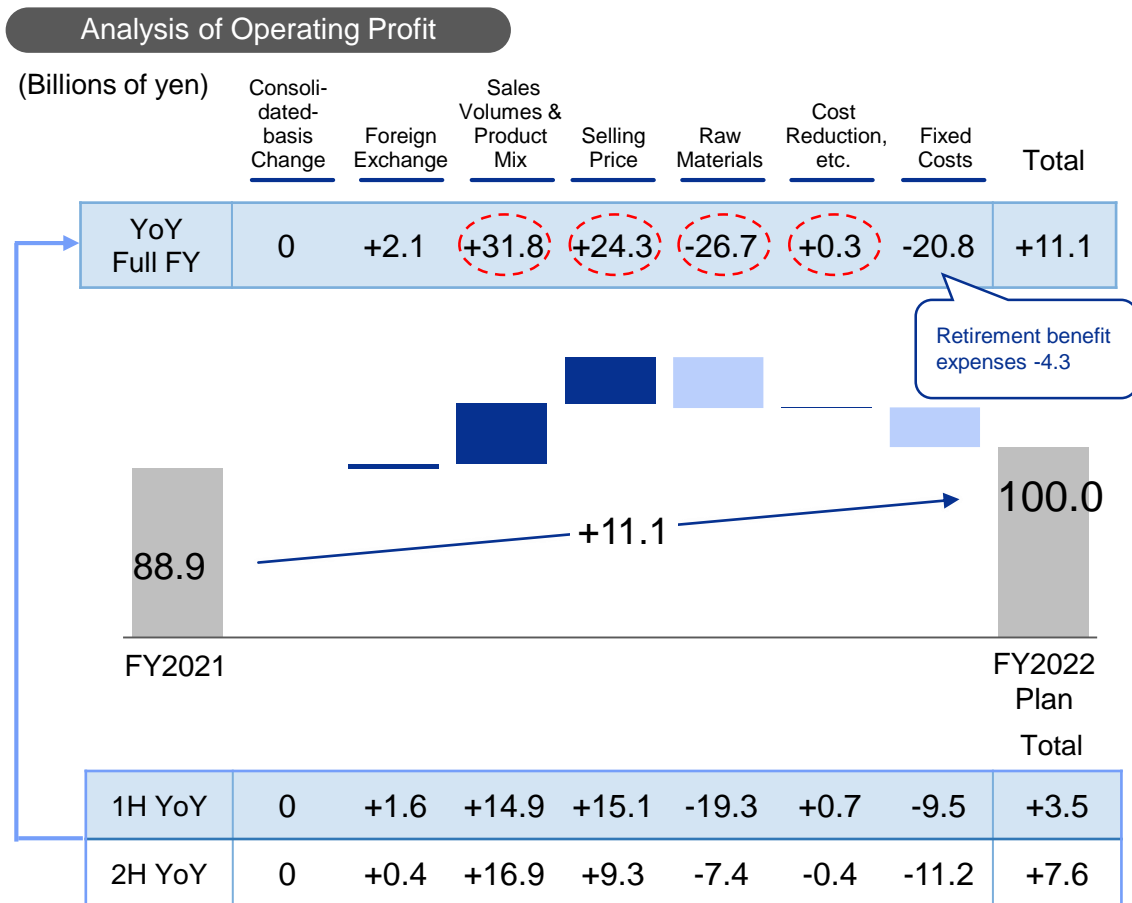 Analysis of Operating Profit
(Billions of yen)
Consoli-
dated-
basis
Change
Foreign
Exchange
Sales
Volumes &
Product
Mix
Selling
Price
Raw
Materials
Cost
Reduction,
etc.
Fixed
Costs
Total
YoY
Full FY
0
+2.1
+31.8
+24.3
-26.7
+0.3
-20.8
+11.1
Retirement benefit
expenses -4.3
88.9
+11.1
100.0
FY2021
FY2022
Plan
Total
1H YoY
0
+1.6
+14.9
+15.1
-19.3
+0.7
-9.5
+3.5
2H YoY
0
+0.4
+16.9
+9.3
-7.4
-0.4
-11.2
+7.6